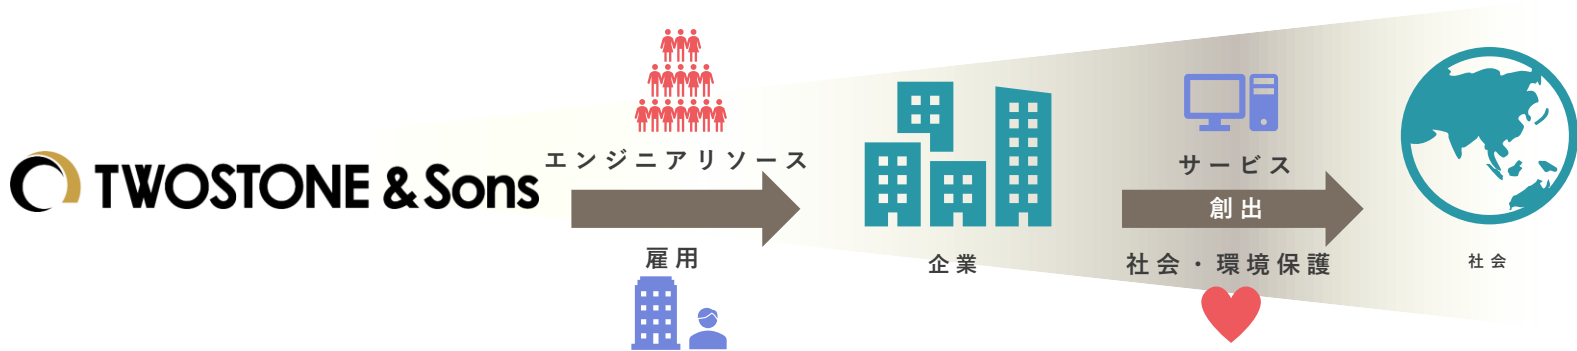 TWOSTONE & Sons
エンジニアリソース
雇用
企業
サービス
創出
社会・環境保護
社会